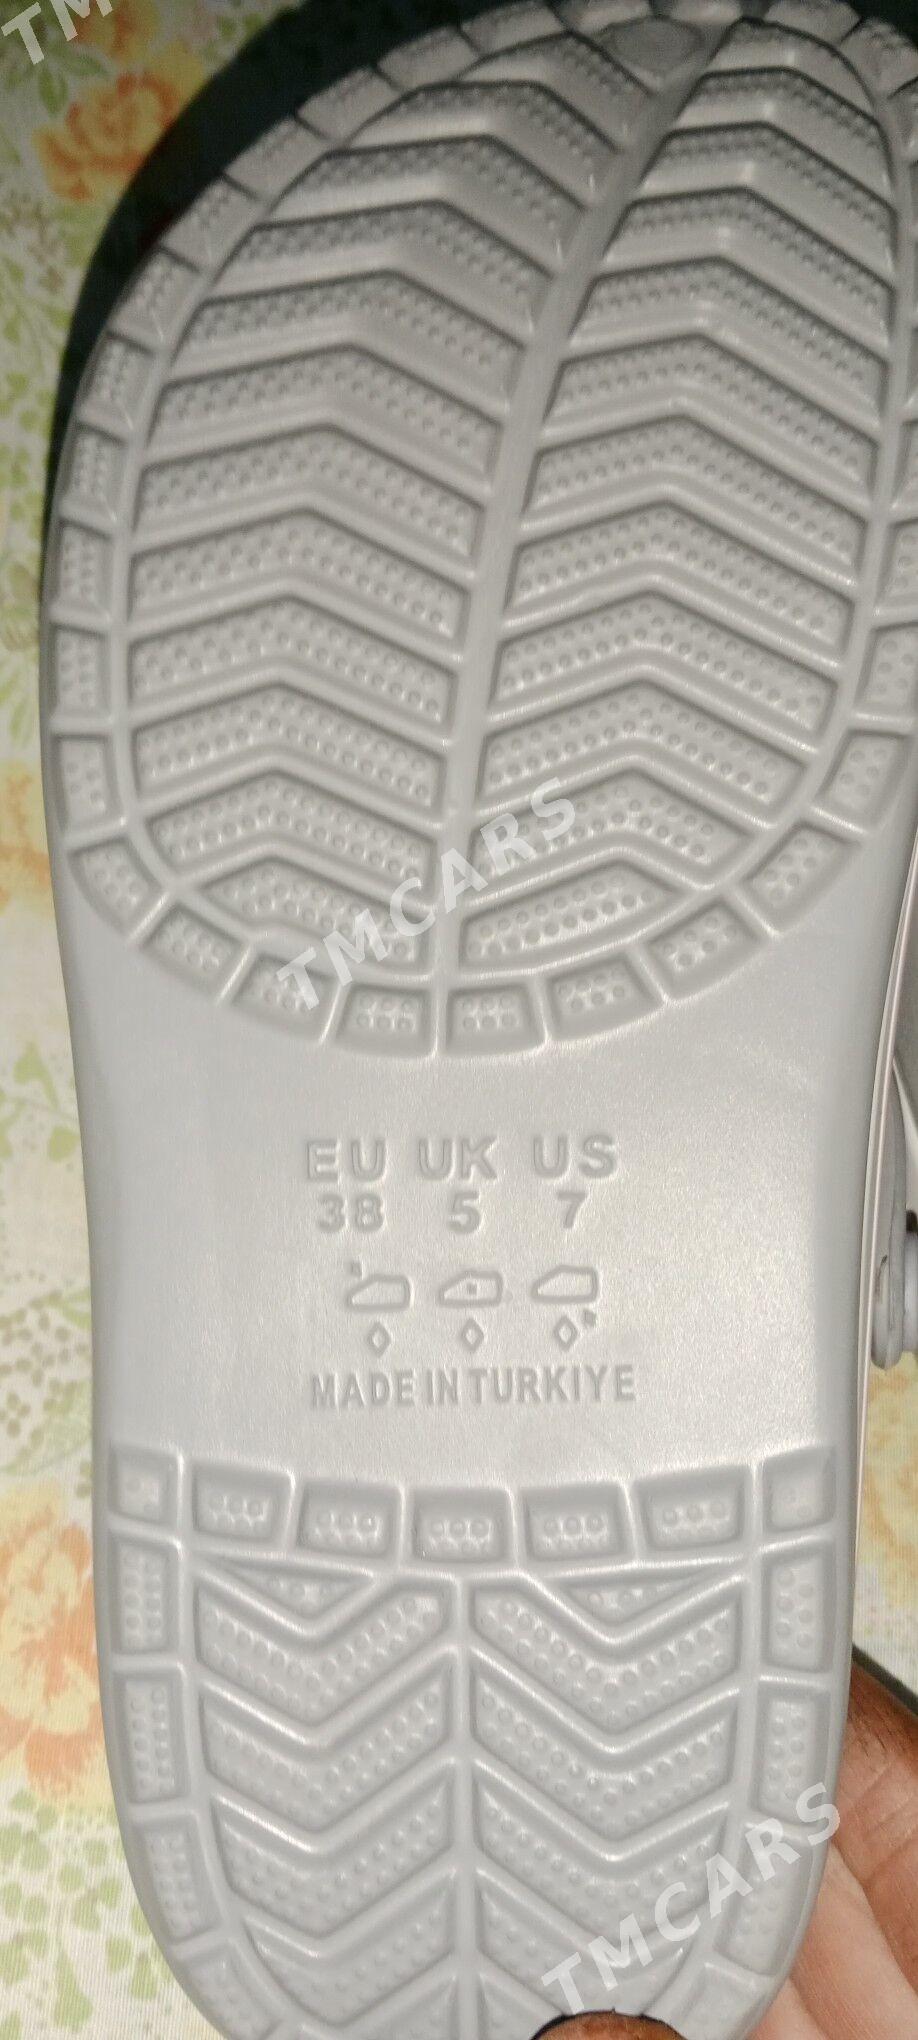 TMCARS
EU UK US
38 5 7
MADE IN TURKIYE
TMCARS